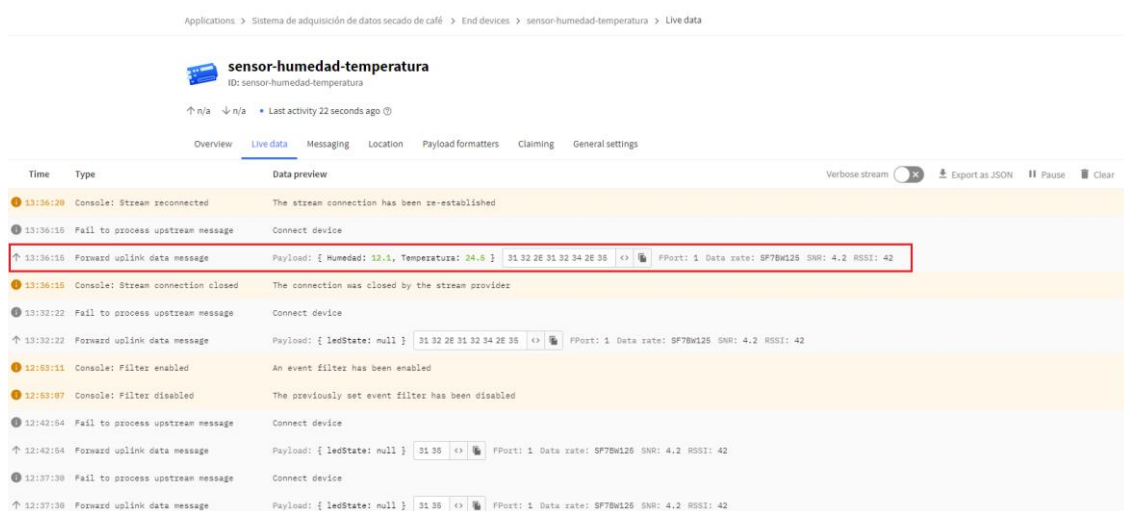 Applications > Sistema de adquisición de datos secado de café > End devices > sensor-humedad-temperatura > Live data
sensor-humedad-temperatura
ID: sensor-humedad-temperatura
↑ n/a ↓ n/a • Last activity 22 seconds ago
Overview Live data Messaging Location Payload formatters Claiming General settings
Time Type Data preview Verbose stream Export as JSON Pause Clear
13:36:20 Console: Stream reconnected The stream connection has been re-established
13:36:16 Fail to process upstream message Connect device
↑ 13:36:16 Forward uplink data message Payload: { Humedad: 12.1, Temperatura: 24.5 } 31 32 2E 31 32 34 2E 35 <> FPort: 1 Data rate: SF7BW125 SNR: 4.2 RSSI: 42
13:36:16 Console: Stream connection closed The connection was closed by the stream provider
13:32:22 Fail to process upstream message Connect device
↑ 13:32:22 Forward uplink data message Payload: { ledState: null } 31 32 2E 31 32 34 2E 35 <> FPort: 1 Data rate: SF7BW125 SNR: 4.2 RSSI: 42
12:53:11 Console: Filter enabled An event filter has been enabled
12:53:07 Console: Filter disabled The previously set event filter has been disabled
12:42:54 Fail to process upstream message Connect device
↑ 12:42:54 Forward uplink data message Payload: { ledState: null } 31 35 <> FPort: 1 Data rate: SF7BW125 SNR: 4.2 RSSI: 42
12:37:30 Fail to process upstream message Connect device
↑ 12:37:30 Forward uplink data message Payload: { ledState: null } 31 35 <> FPort: 1 Data rate: SF7BW125 SNR: 4.2 RSSI: 42